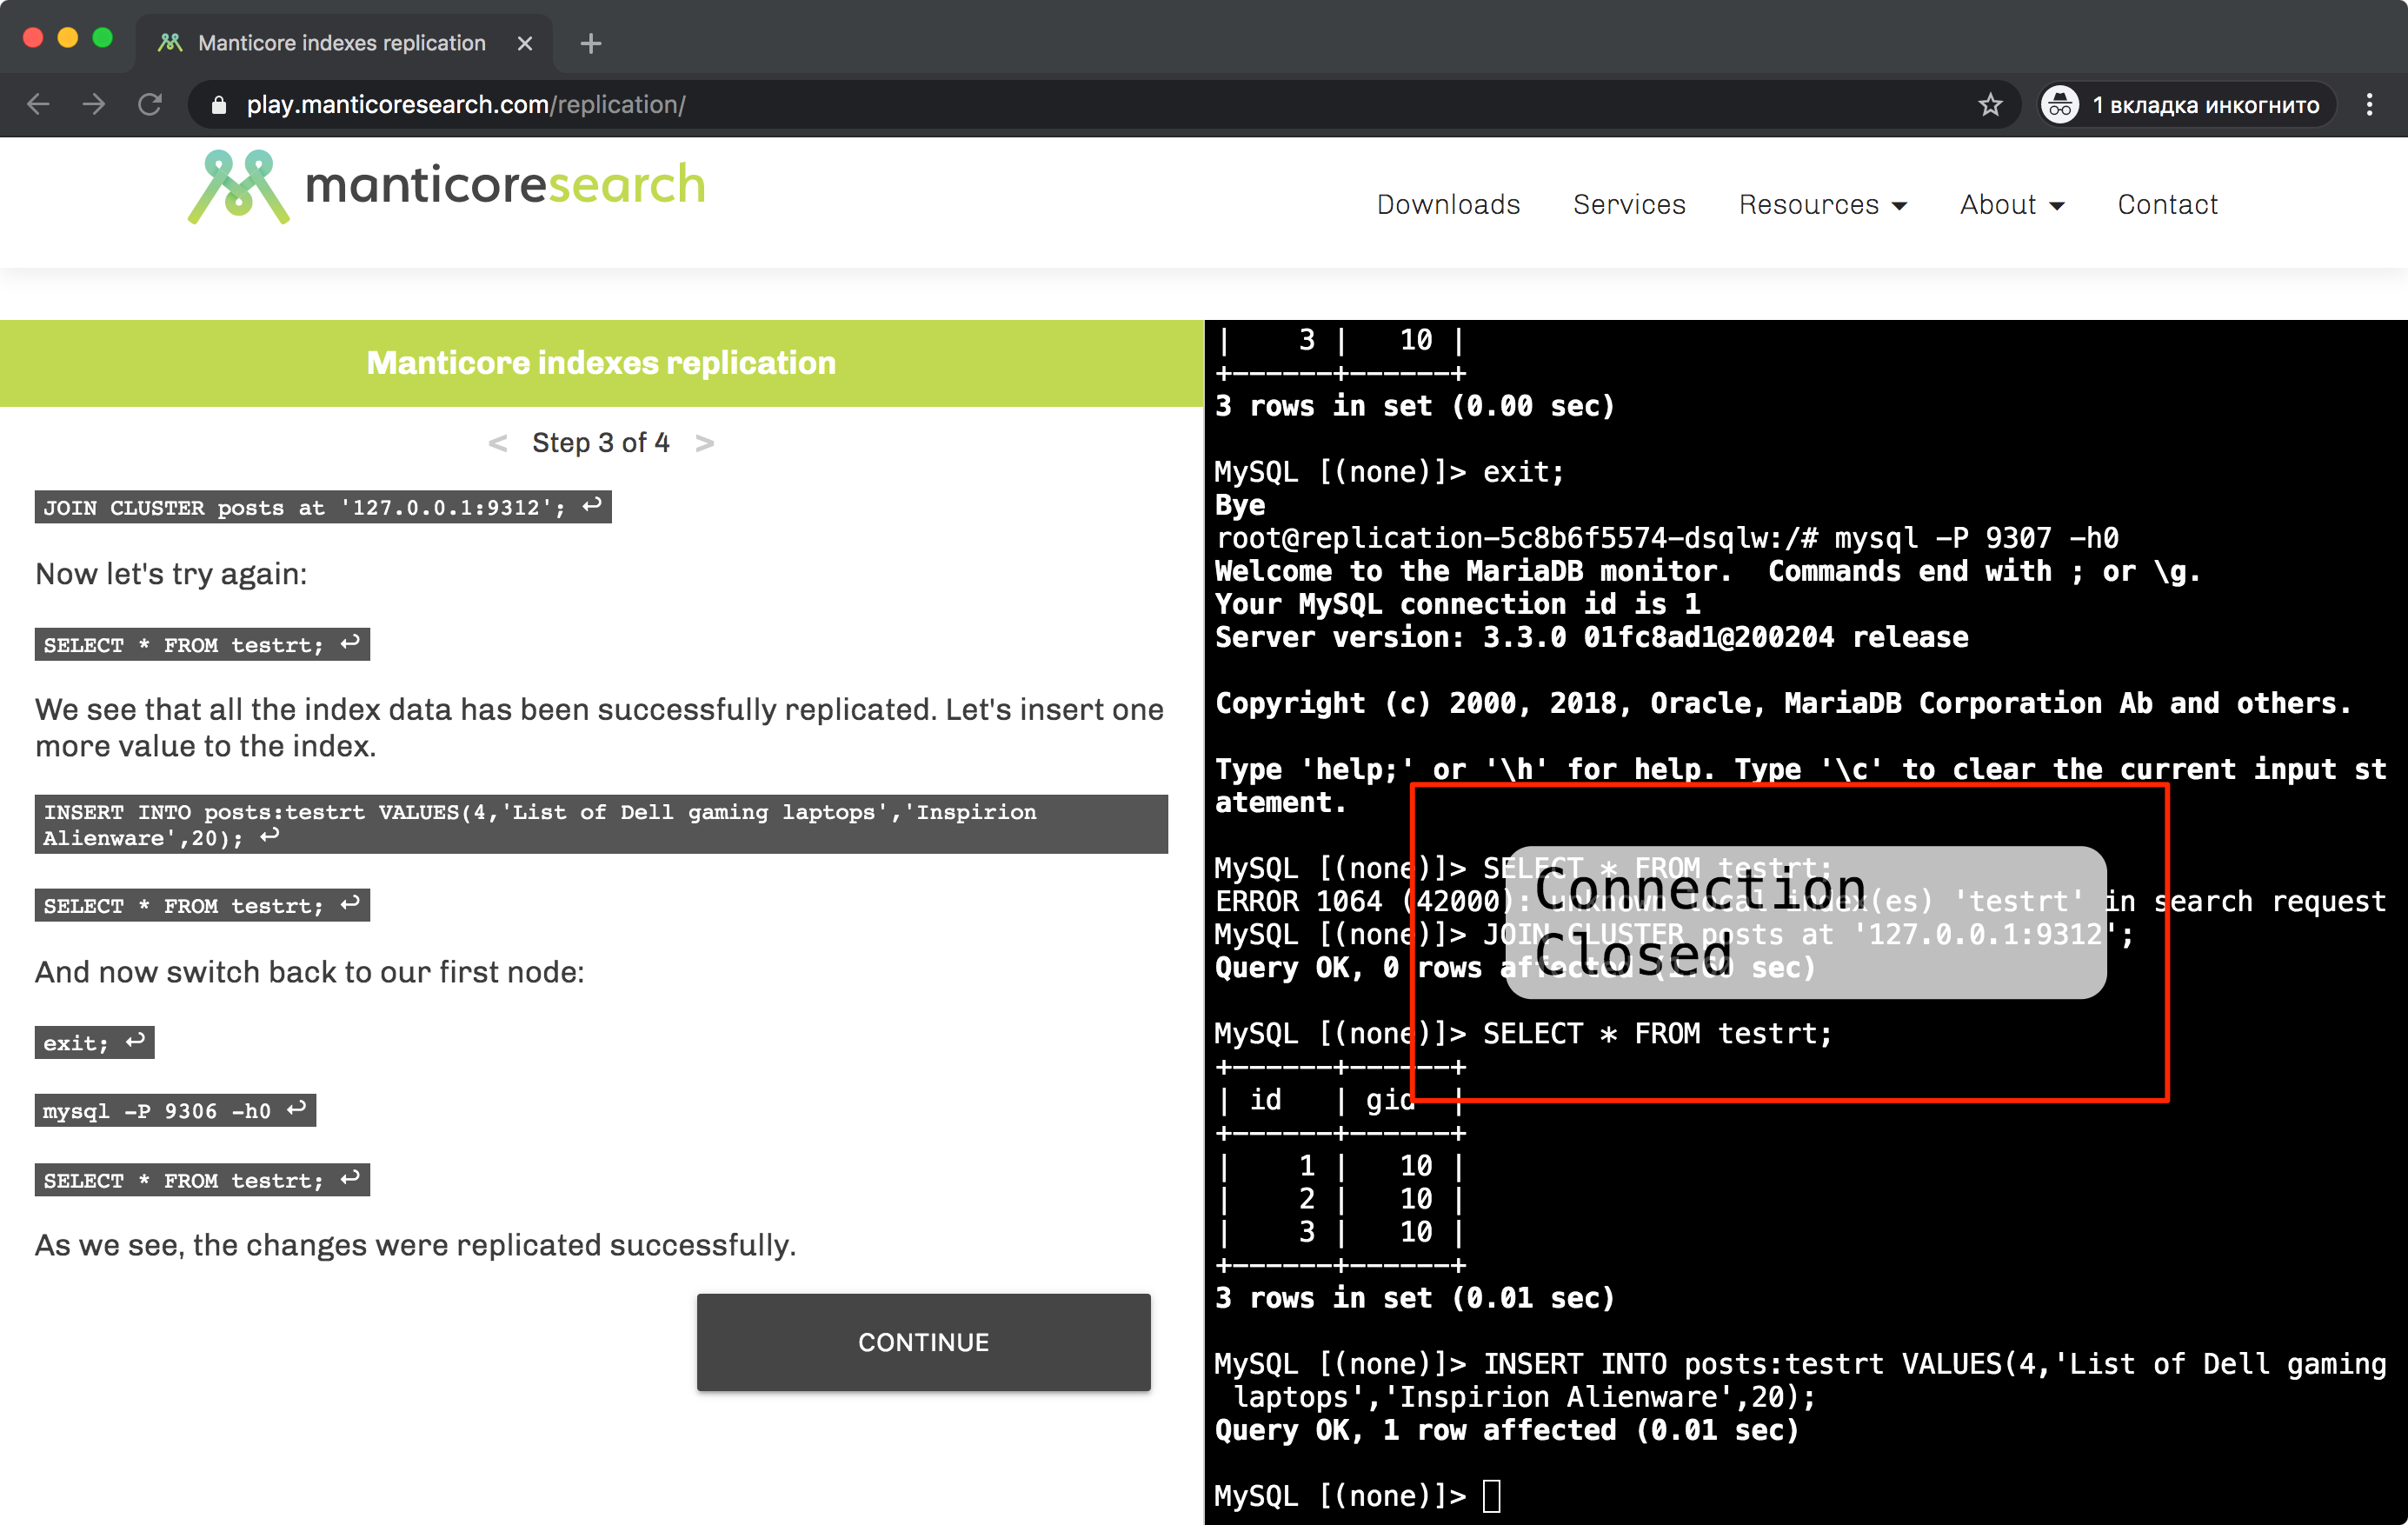 Manticore indexes replication
play.manticoresearch.com/replication/
1 вкладка инкогнито
manticoresearch
Downloads Services Resources About Contact
Manticore indexes replication
< Step 3 of 4 >
JOIN CLUSTER posts at '127.0.0.1:9312'; ↩
Now let's try again:
SELECT * FROM testrt; ↩
We see that all the index data has been successfully replicated. Let's insert one
more value to the index.
INSERT INTO posts:testrt VALUES(4,'List of Dell gaming laptops','Inspirion
Alienware',20); ↩
SELECT * FROM testrt; ↩
And now switch back to our first node:
exit; ↩
mysql -P 9306 -h0 ↩
SELECT * FROM testrt; ↩
As we see, the changes were replicated successfully.
CONTINUE
|    3 |   10 |
+------+------+
3 rows in set (0.00 sec)
MySQL [(none)]> exit;
Bye
root@replication-5c8b6f5574-dsqlw:/# mysql -P 9307 -h0
Welcome to the MariaDB monitor.  Commands end with ; or \g.
Your MySQL connection id is 1
Server version: 3.3.0 01fc8ad1@200204 release
Copyright (c) 2000, 2018, Oracle, MariaDB Corporation Ab and others.
Type 'help;' or '\h' for help. Type '\c' to clear the current input st
atement.
MySQL [(none)]> SELECT * FROM testrt;
ERROR 1064 (42000): unknown local index(es) 'testrt' in search request
MySQL [(none)]> JOIN CLUSTER posts at '127.0.0.1:9312';
Query OK, 0 rows affected sec)
Connection
Closed
MySQL [(none)]> SELECT * FROM testrt;
+------+------+
| id   | gid  |
+------+------+
|    1 |   10 |
|    2 |   10 |
|    3 |   10 |
+------+------+
3 rows in set (0.01 sec)
MySQL [(none)]> INSERT INTO posts:testrt VALUES(4,'List of Dell gaming
laptops','Inspirion Alienware',20);
Query OK, 1 row affected (0.01 sec)
MySQL [(none)]>